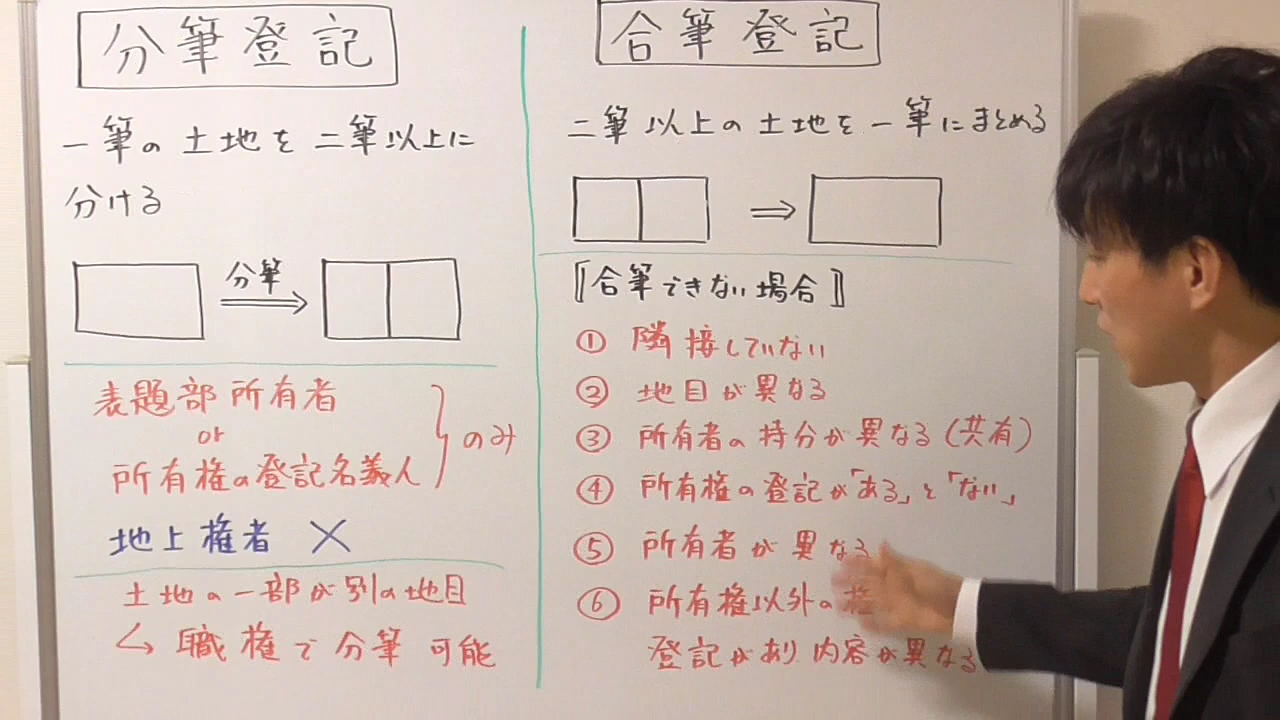 分筆登記
一筆の土地を二筆以上に
分ける
分筆
表題部所有者
or
所有権の登記名義人
のみ
地上権者 ×
土地の一部が別の地目
↳ 職権で分筆可能
合筆登記
二筆以上の土地を一筆にまとめる
⇒
〚合筆できない場合〛
① 隣接していない
② 地目が異なる
③ 所有者の持分が異なる(共有)
④ 所有権の登記が「ある」と「ない」
⑤ 所有者が異なる
⑥ 所有権以外の権
登記があり内容が異なる